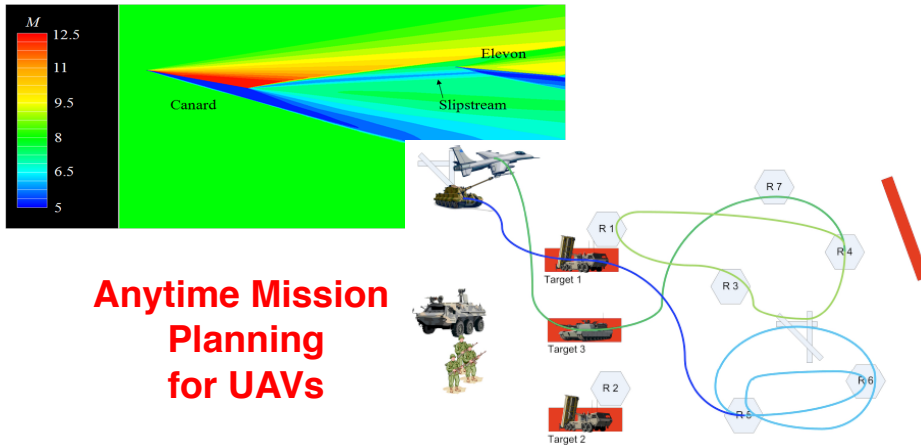 M
12.5
11
9.5
8
6.5
5
Canard
Elevon
Slipstream
R 7
R 1
R 4
R 3
Target 1
Target 3
R 2
R 6
R 5
Target 2
Anytime Mission
Planning
for UAVs